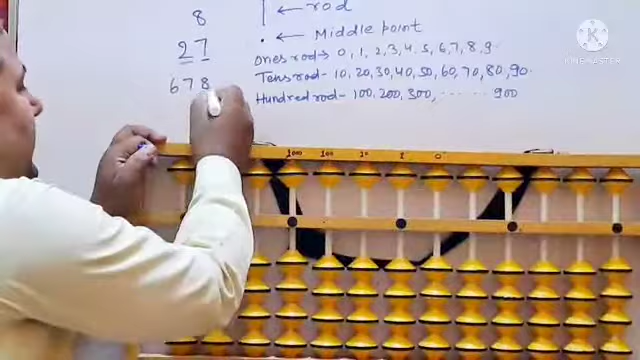 8
← rod
27
← Middle point
Ones rod → 0, 1, 2, 3, 4, 5, 6, 7, 8, 9.
678
Tens rod - 10, 20, 30, 40, 50, 60, 70, 80, 90.
Hundred rod - 100, 200, 300, ...... 900
1000 100 10 1 0
KINEMASTER